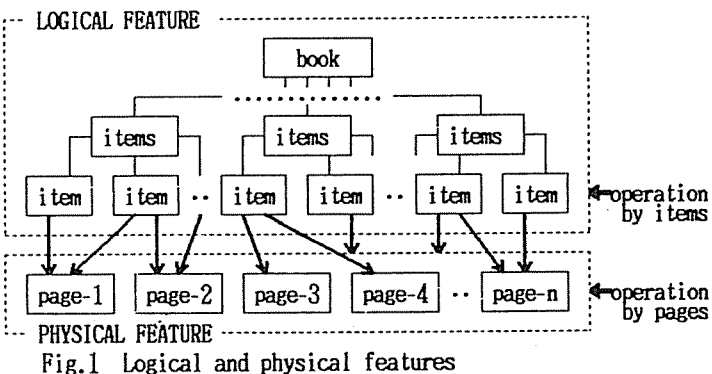 LOGICAL FEATURE
book
items items items
item item .. item item .. item item
operation
by items
page-1 page-2 page-3 page-4 .. page-n
operation
by pages
PHYSICAL FEATURE
Fig.1 Logical and physical features